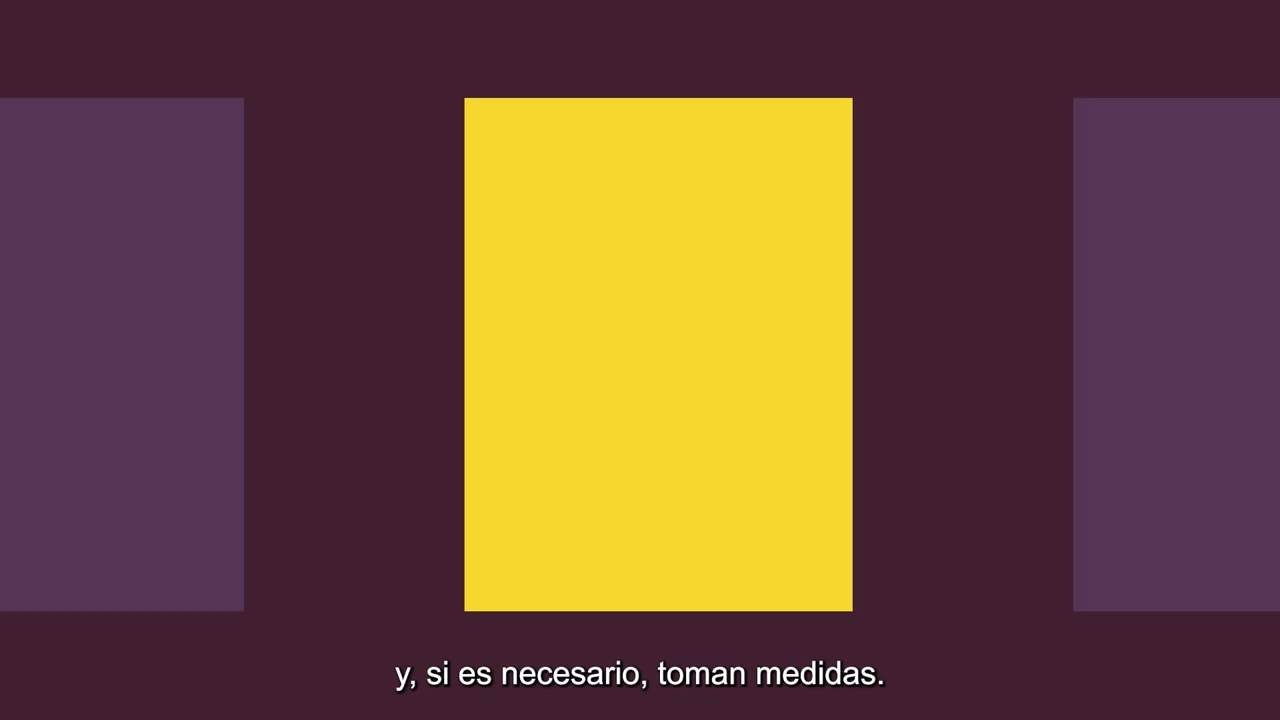 y, si es necesario, toman medidas.